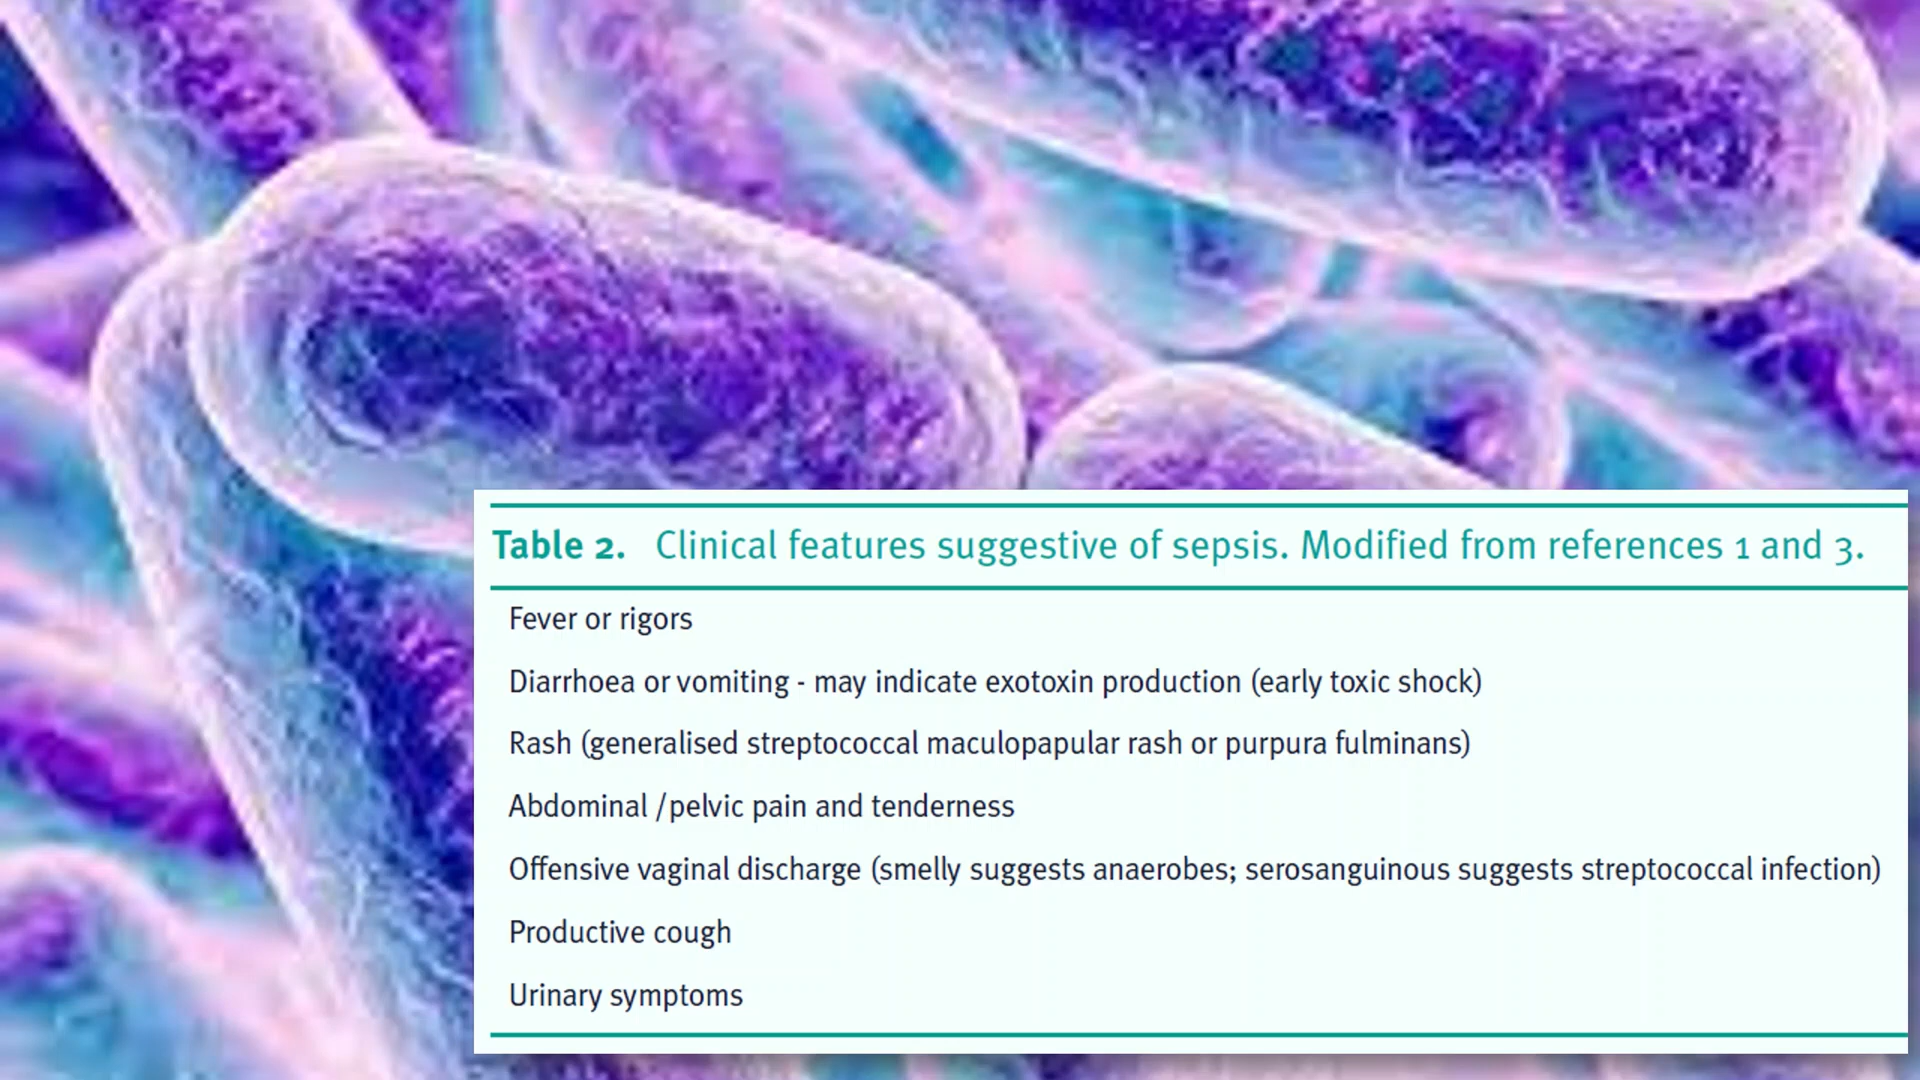 Table 2. Clinical features suggestive of sepsis. Modified from references 1 and 3.
Fever or rigors
Diarrhoea or vomiting - may indicate exotoxin production (early toxic shock)
Rash (generalised streptococcal maculopapular rash or purpura fulminans)
Abdominal /pelvic pain and tenderness
Offensive vaginal discharge (smelly suggests anaerobes; serosanguinous suggests streptococcal infection)
Productive cough
Urinary symptoms